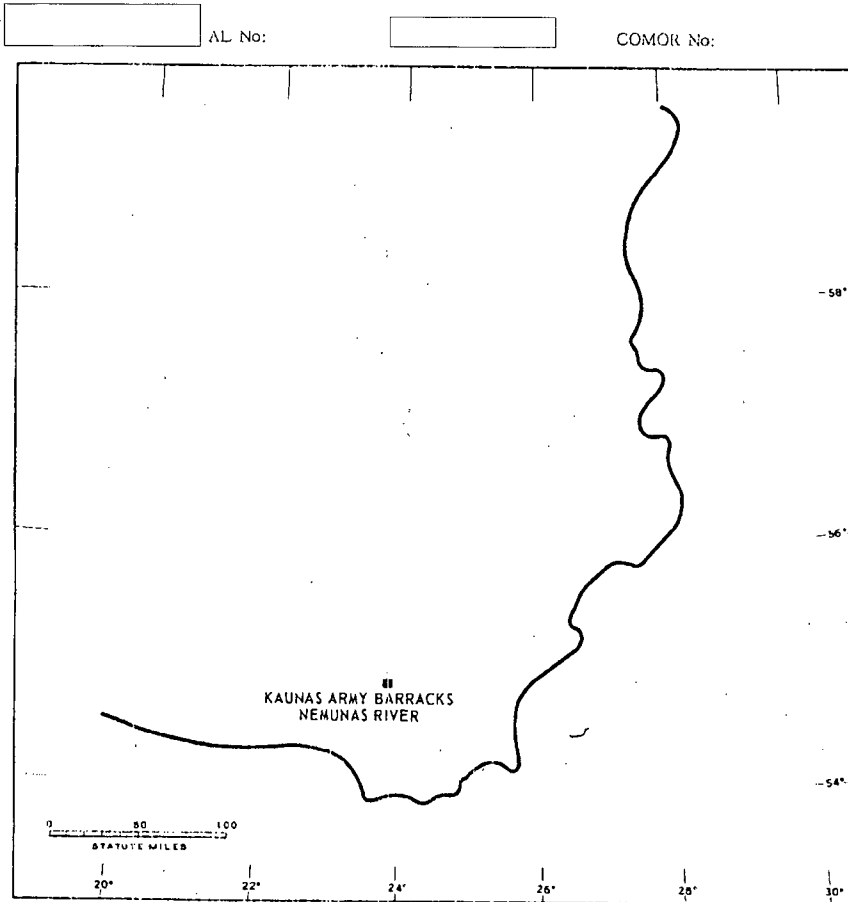 AL No:
COMOR No:
-58°
-56°
KAUNAS ARMY BARRACKS
NEMUNAS RIVER
-54°
0 50 100
STATUTE MILES
20° 22° 24° 26° 28° 30°